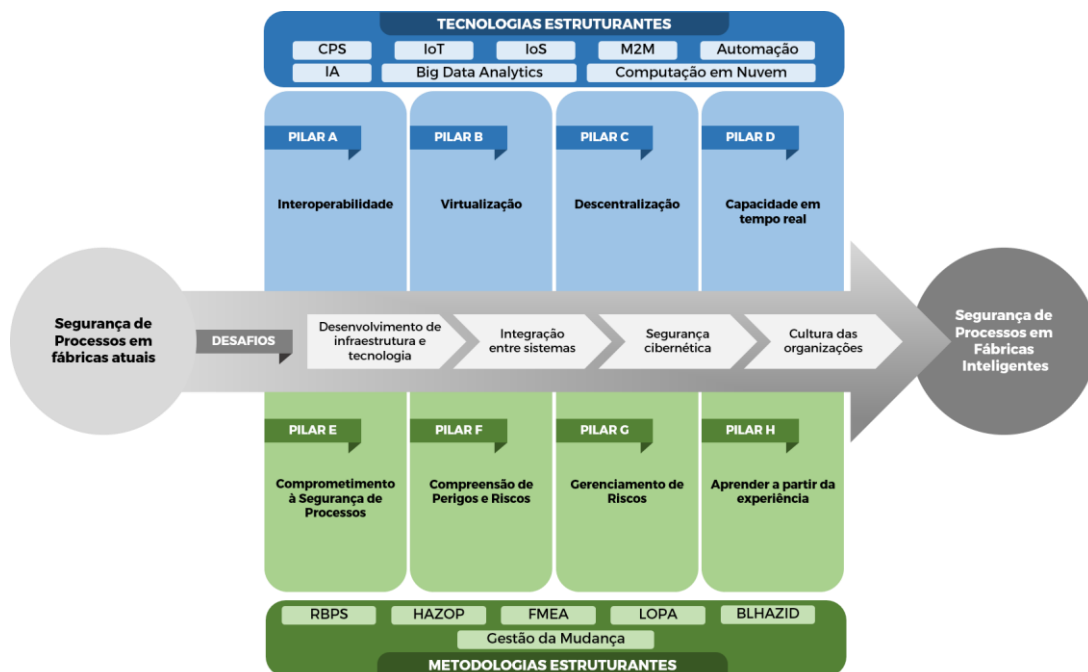 TECNOLOGIAS ESTRUTURANTES
CPS
IoT
IoS
M2M
Automação
IA
Big Data Analytics
Computação em Nuvem
PILAR A
PILAR B
PILAR C
PILAR D
Interoperabilidade
Virtualização
Descentralização
Capacidade em
tempo real
Segurança de
Processos em
fábricas atuais
DESAFIOS
Desenvolvimento de
infraestrutura e
tecnologia
Integração
entre sistemas
Segurança
cibernética
Cultura das
organizações
Segurança de
Processos em
Fábricas
Inteligentes
PILAR E
PILAR F
PILAR G
PILAR H
Comprometimento
à Segurança de
Processos
Compreensão de
Perigos e Riscos
Gerenciamento de
Riscos
Aprender a partir da
experiência
RBPS
HAZOP
FMEA
LOPA
BLHAZID
Gestão da Mudança
METODOLOGIAS ESTRUTURANTES